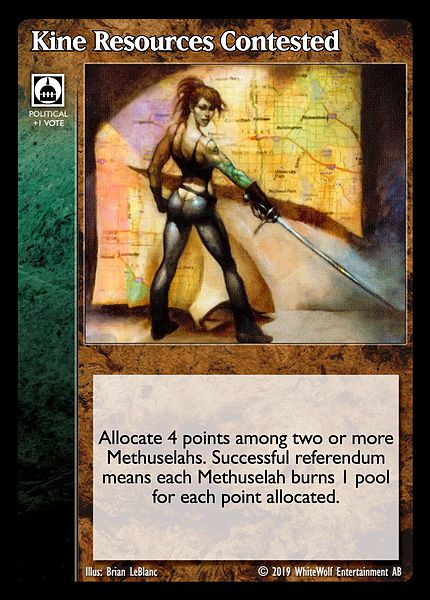 Kine Resources Contested
POLITICAL
+1 VOTE
Allocate 4 points among two or more
Methuselahs. Successful referendum
means each Methuselah burns 1 pool
for each point allocated.
Illus: Brian LeBlanc
© 2019 WhiteWolf Entertainment AB